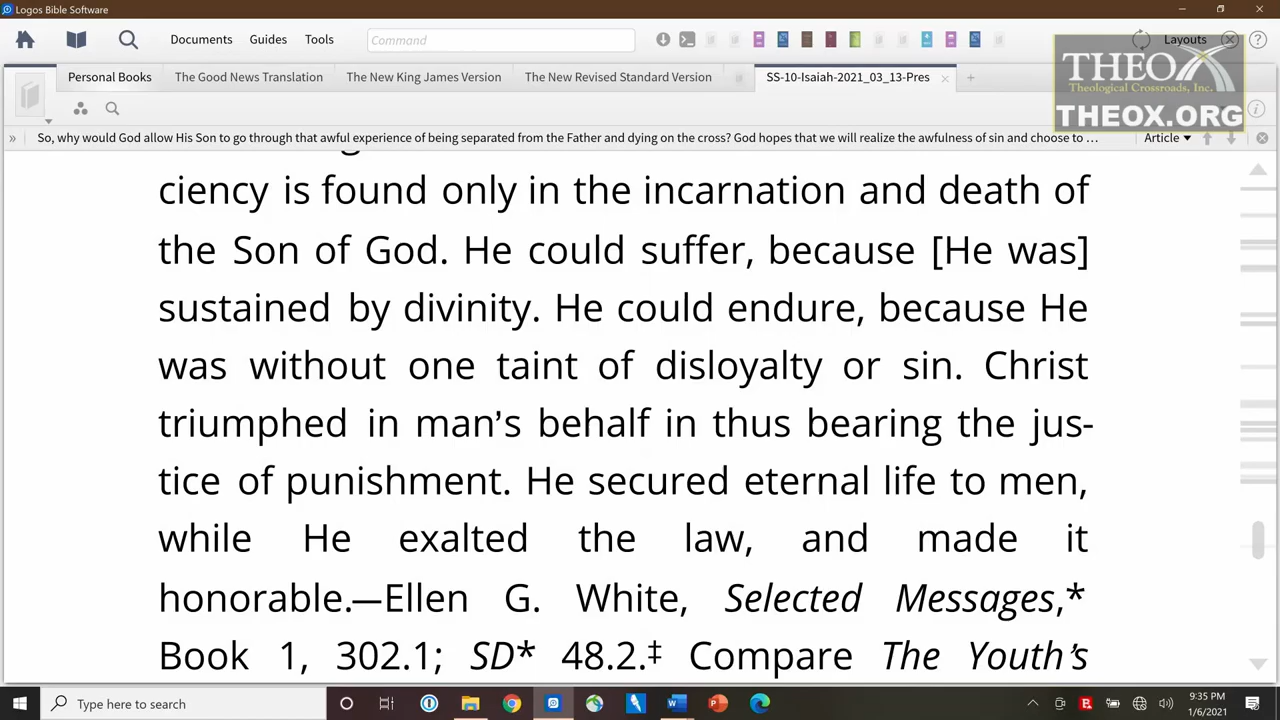 Logos Bible Software
Documents Guides Tools Command Layouts
Personal Books The Good News Translation The New King James Version The New Revised Standard Version SS-10-Isaiah-2021_03_13-Pres
THEOX
Theological Crossroads, Inc.
THEOX.ORG
So, why would God allow His Son to go through that awful experience of being separated from the Father and dying on the cross? God hopes that we will realize the awfulness of sin and choose to ... Article
ciency is found only in the incarnation and death of
the Son of God. He could suffer, because [He was]
sustained by divinity. He could endure, because He
was without one taint of disloyalty or sin. Christ
triumphed in man’s behalf in thus bearing the jus-
tice of punishment. He secured eternal life to men,
while He exalted the law, and made it
honorable.—Ellen G. White, Selected Messages,*
Book 1, 302.1; SD* 48.2.‡ Compare The Youth’s
Type here to search
9:35 PM
1/6/2021